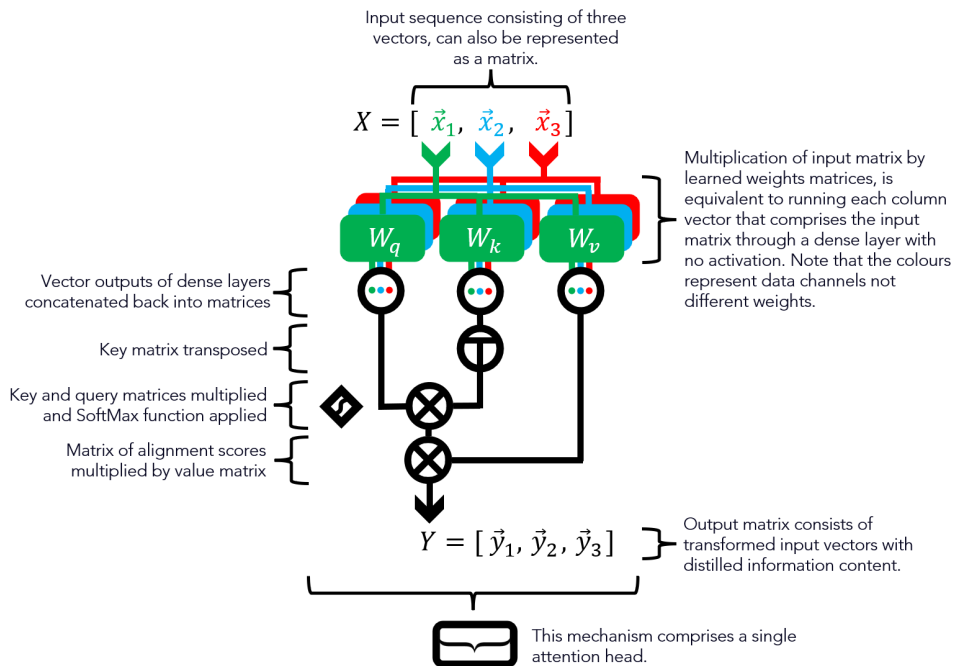 Input sequence consisting of three
vectors, can also be represented
as a matrix.
X = [ x⃗₁, x⃗₂, x⃗₃ ]
Multiplication of input matrix by
learned weights matrices, is
equivalent to running each column
vector that comprises the input
matrix through a dense layer with
no activation. Note that the colours
represent data channels not
different weights.
W_q W_k W_v
Vector outputs of dense layers
concatenated back into matrices
Key matrix transposed
Key and query matrices multiplied
and SoftMax function applied
Matrix of alignment scores
multiplied by value matrix
Y = [ y⃗₁, y⃗₂, y⃗₃ ]
Output matrix consists of
transformed input vectors with
distilled information content.
This mechanism comprises a single
attention head.